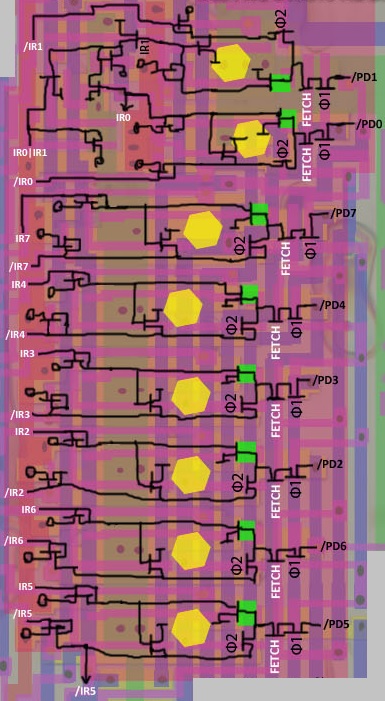 Φ2
/IR1
IR1
/PD1
IR0
FETCH
Φ1
/PD0
IR0|IR1
Φ2
FETCH
Φ1
/IR0
/PD7
IR7
Φ2
Φ1
FETCH
/IR7
IR4
/PD4
/IR4
Φ2
Φ1
FETCH
IR3
/PD3
/IR3
Φ2
Φ1
FETCH
IR2
/PD2
/IR2
Φ2
Φ1
FETCH
IR6
/IR6
/PD6
Φ2
Φ1
FETCH
IR5
/IR5
/PD5
Φ2
Φ1
FETCH
/IR5